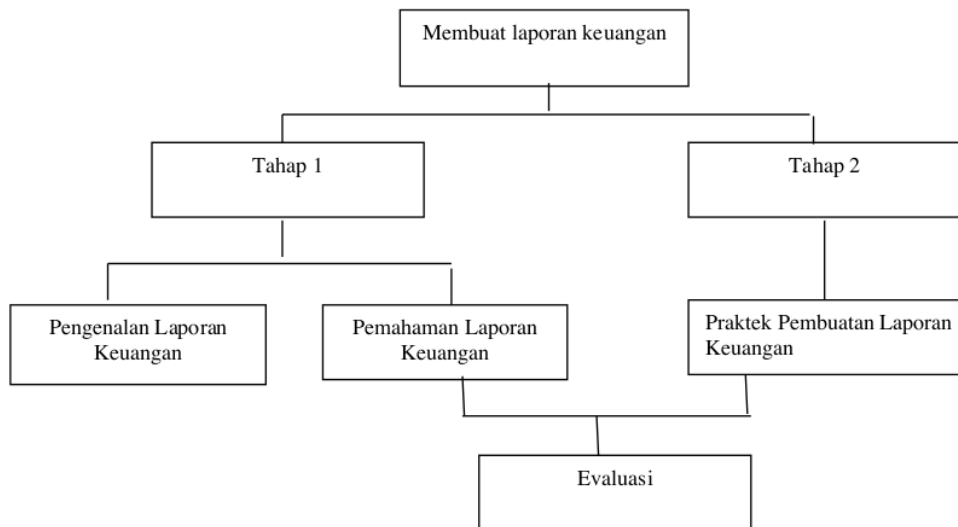 Membuat laporan keuangan
Tahap 1
Tahap 2
Pengenalan Laporan
Keuangan
Pemahaman Laporan
Keuangan
Praktek Pembuatan Laporan
Keuangan
Evaluasi